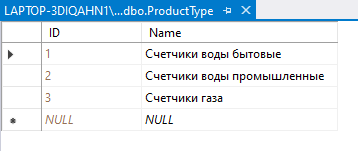 LAPTOP-3DIQAHN1\...dbo.ProductType
ID Name
1 Счетчики воды бытовые
2 Счетчики воды промышленные
3 Счетчики газа
NULL NULL